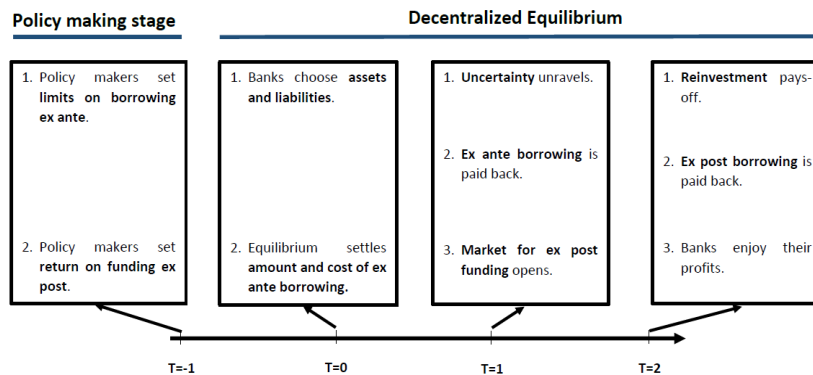 Policy making stage
Decentralized Equilibrium
1. Policy makers set
limits on borrowing
ex ante.
2. Policy makers set
return on funding ex
post.
1. Banks choose assets
and liabilities.
2. Equilibrium settles
amount and cost of ex
ante borrowing.
1. Uncertainty unravels.
2. Ex ante borrowing is
paid back.
3. Market for ex post
funding opens.
1. Reinvestment pays-
off.
2. Ex post borrowing is
paid back.
3. Banks enjoy their
profits.
T=-1
T=0
T=1
T=2